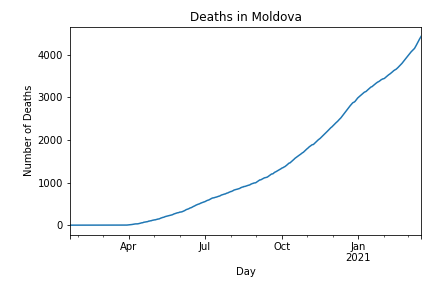 Deaths in Moldova
Number of Deaths
4000
3000
2000
1000
0
Apr
Jul
Oct
Jan
2021
Day